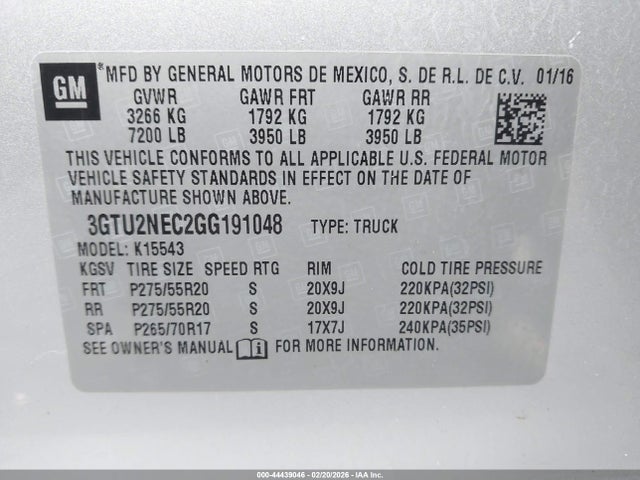 GM *MFD BY GENERAL MOTORS DE MEXICO, S. DE R.L. DE C.V. 01/16
GVWR GAWR FRT GAWR RR
3266 KG 1792 KG 1792 KG
7200 LB 3950 LB 3950 LB
THIS VEHICLE CONFORMS TO ALL APPLICABLE U.S. FEDERAL MOTOR
VEHICLE SAFETY STANDARDS IN EFFECT ON THE DATE OF
MANUFACTURE SHOWN ABOVE.
3GTU2NEC2GG191048 TYPE: TRUCK
MODEL: K15543
KGSV TIRE SIZE SPEED RTG RIM COLD TIRE PRESSURE
FRT P275/55R20 S 20X9J 220KPA(32PSI)
RR P275/55R20 S 20X9J 220KPA(32PSI)
SPA P265/70R17 S 17X7J 240KPA(35PSI)
SEE OWNER'S MANUAL FOR MORE INFORMATION.
000-44439046 - 02/20/2026 - IAAI.COM